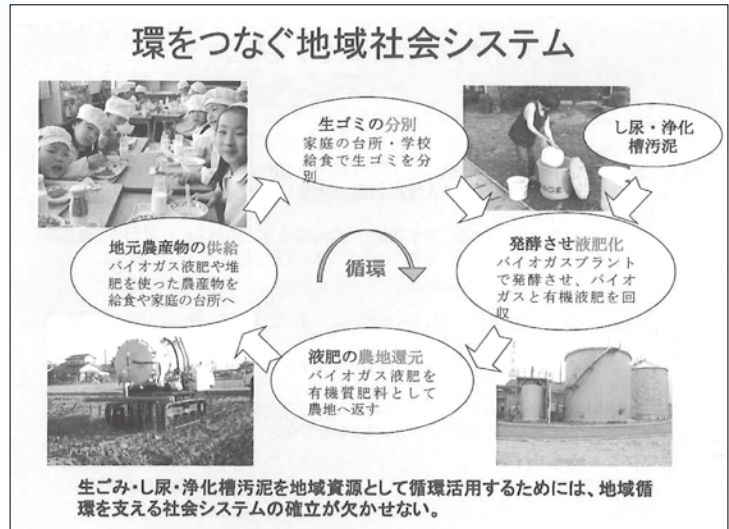 環をつなぐ地域社会システム
生ゴミの分別
家庭の台所・学校
給食で生ゴミを分
別
し尿・浄化
槽汚泥
地元農産物の供給
バイオガス液肥や堆
肥を使った農産物を
給食や家庭の台所へ
循環
発酵させ液肥化
バイオガスプラント
で発酵させ、バイオ
ガスと有機液肥を回
収
液肥の農地還元
バイオガス液肥を
有機質肥料として
農地へ返す
生ごみ・し尿・浄化槽汚泥を地域資源として循環活用するためには、地域循
環を支える社会システムの確立が欠かせない。